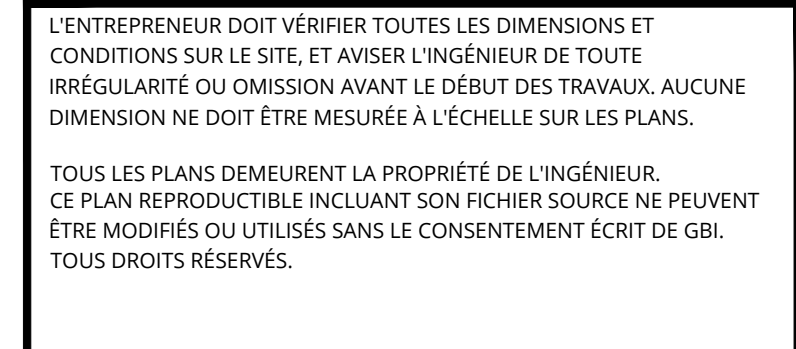 L'ENTREPRENEUR DOIT VÉRIFIER TOUTES LES DIMENSIONS ET
CONDITIONS SUR LE SITE, ET AVISER L'INGÉNIEUR DE TOUTE
IRRÉGULARITÉ OU OMISSION AVANT LE DÉBUT DES TRAVAUX. AUCUNE
DIMENSION NE DOIT ÊTRE MESURÉE À L'ÉCHELLE SUR LES PLANS.
TOUS LES PLANS DEMEURENT LA PROPRIÉTÉ DE L'INGÉNIEUR.
CE PLAN REPRODUCTIBLE INCLUANT SON FICHIER SOURCE NE PEUVENT
ÊTRE MODIFIÉS OU UTILISÉS SANS LE CONSENTEMENT ÉCRIT DE GBI.
TOUS DROITS RÉSERVÉS.